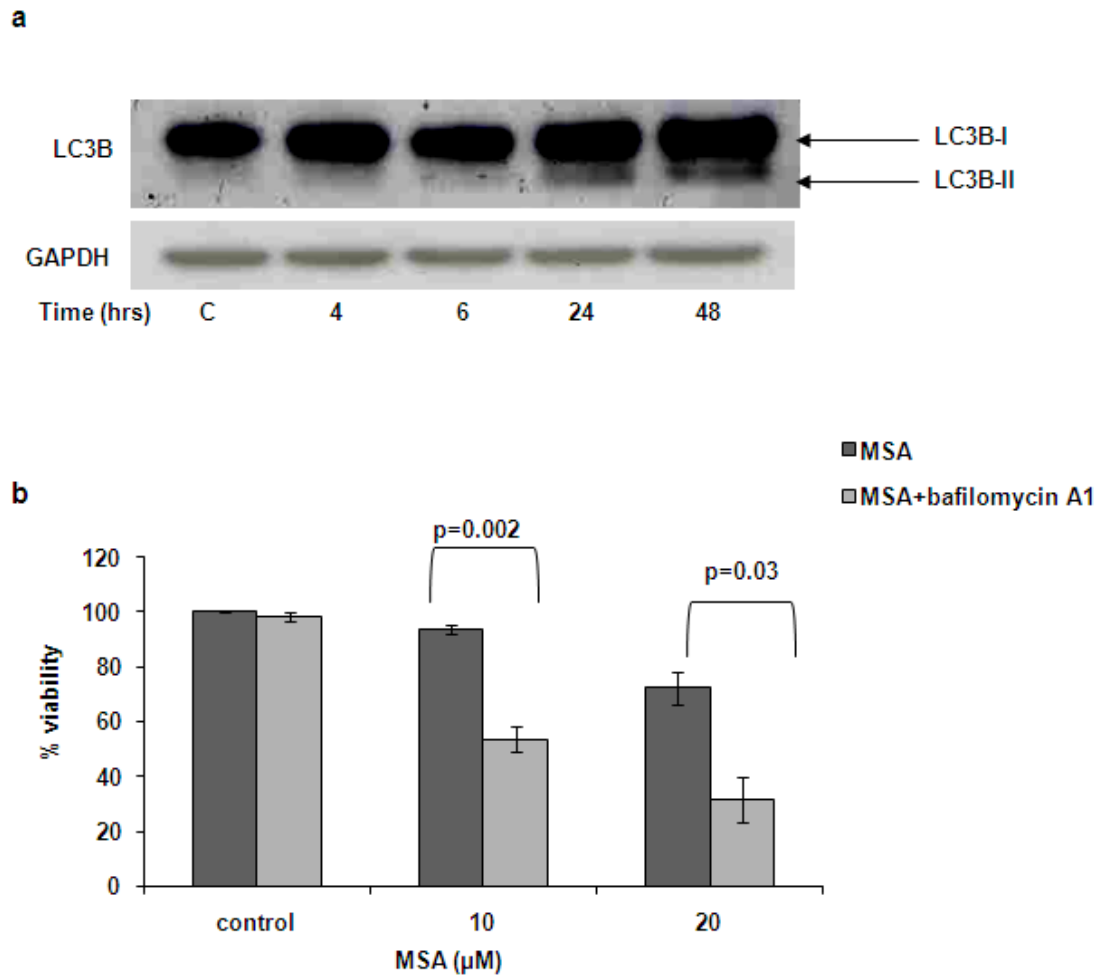 a
LC3B
LC3B-I
LC3B-II
GAPDH
Time (hrs) C 4 6 24 48
MSA
MSA+bafilomycin A1
b
p=0.002
p=0.03
120
100
80
60
40
20
0
% viability
control 10 20
MSA (µM)